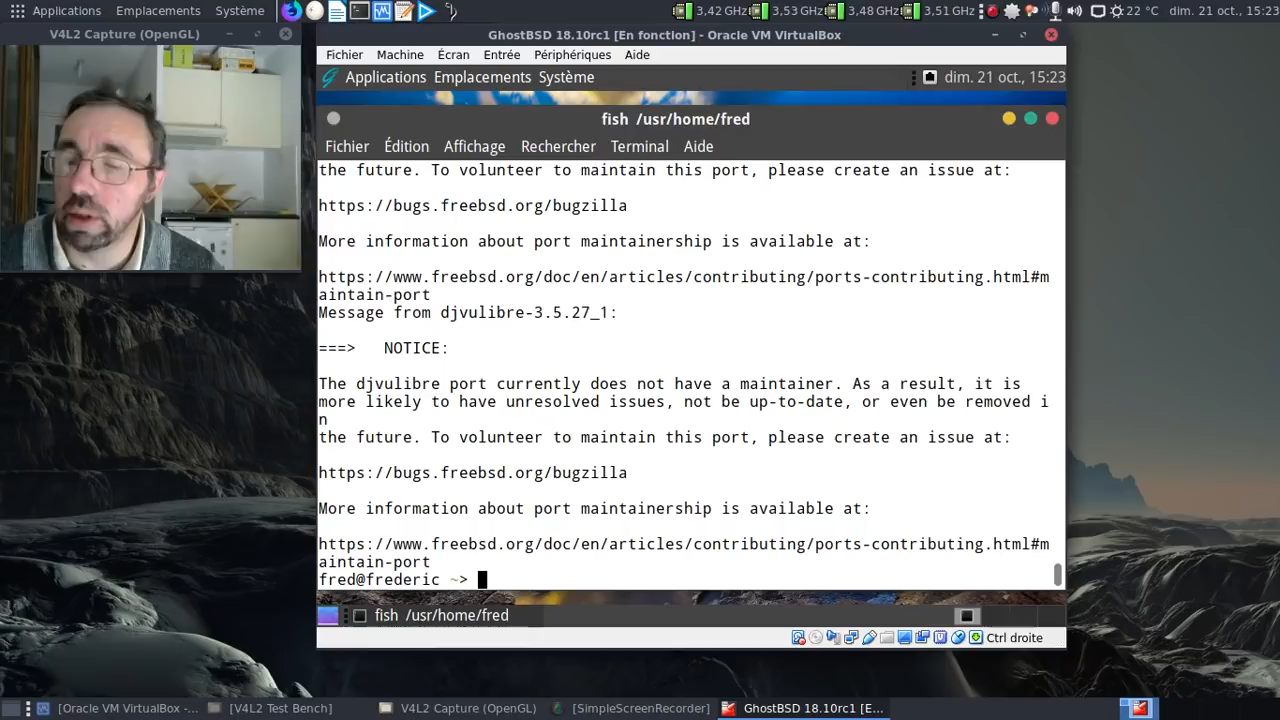 Applications Emplacements Système
3,42 GHz 3,53 GHz 3,48 GHz 3,51 GHz 22 °C dim. 21 oct., 15:23
V4L2 Capture (OpenGL)
GhostBSD 18.10rc1 [En fonction] - Oracle VM VirtualBox
Fichier Machine Écran Entrée Périphériques Aide
Applications Emplacements Système dim. 21 oct., 15:23
fish /usr/home/fred
Fichier Édition Affichage Rechercher Terminal Aide
the future. To volunteer to maintain this port, please create an issue at:
https://bugs.freebsd.org/bugzilla
More information about port maintainership is available at:
https://www.freebsd.org/doc/en/articles/contributing/ports-contributing.html#m
aintain-port
Message from djvulibre-3.5.27_1:
===>   NOTICE:
The djvulibre port currently does not have a maintainer. As a result, it is
more likely to have unresolved issues, not be up-to-date, or even be removed i
n
the future. To volunteer to maintain this port, please create an issue at:
https://bugs.freebsd.org/bugzilla
More information about port maintainership is available at:
https://www.freebsd.org/doc/en/articles/contributing/ports-contributing.html#m
aintain-port
fred@frederic ~>
fish /usr/home/fred
Ctrl droite
[Oracle VM VirtualBox -... [V4L2 Test Bench] V4L2 Capture (OpenGL) [SimpleScreenRecorder] GhostBSD 18.10rc1 [E...